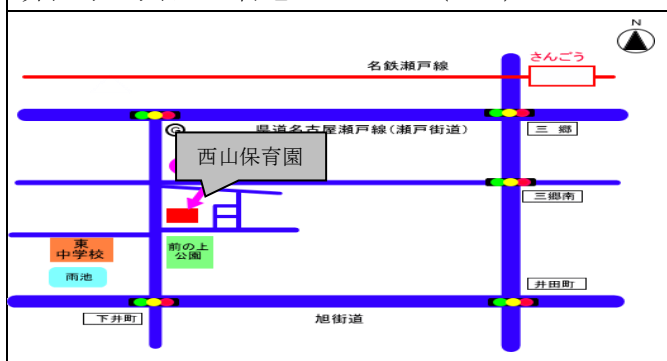 N
さんごう
名鉄瀬戸線
県道名古屋瀬戸線(瀬戸街道)
三郷
西山保育園
三郷南
東
中学校
前の上
公園
雨池
井田町
下井町
旭街道